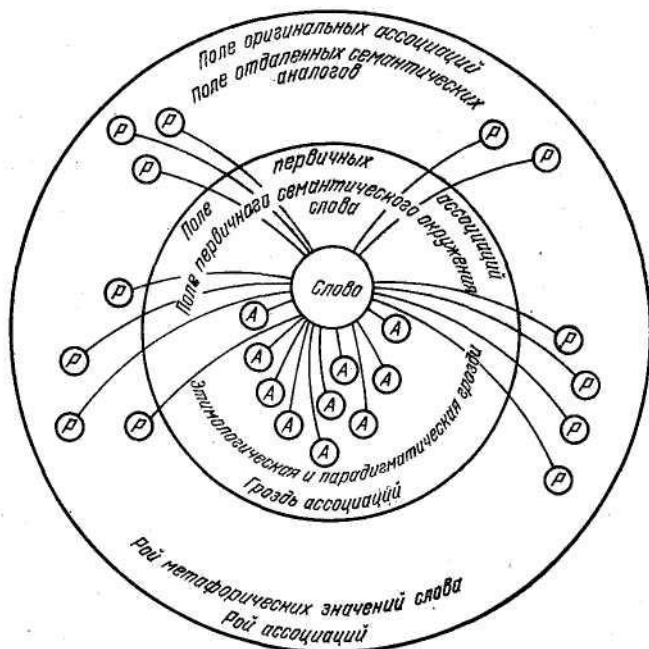 Поле оригинальных ассоциаций
Поле отдаленных семантических
аналогов
Р
Р
Р
Р
Р
Поле первичных ассоциаций
Поле первичного семантического окружения
слова
Слово
Р
А
А
Р
Р
А
А
А
Р
А
А
Р
Р
А
А
Р
А
Р
Р
этимологическая и парадигматическая грозди
Гроздь ассоциаций
Рой метафорических значений слова
Рой ассоциаций